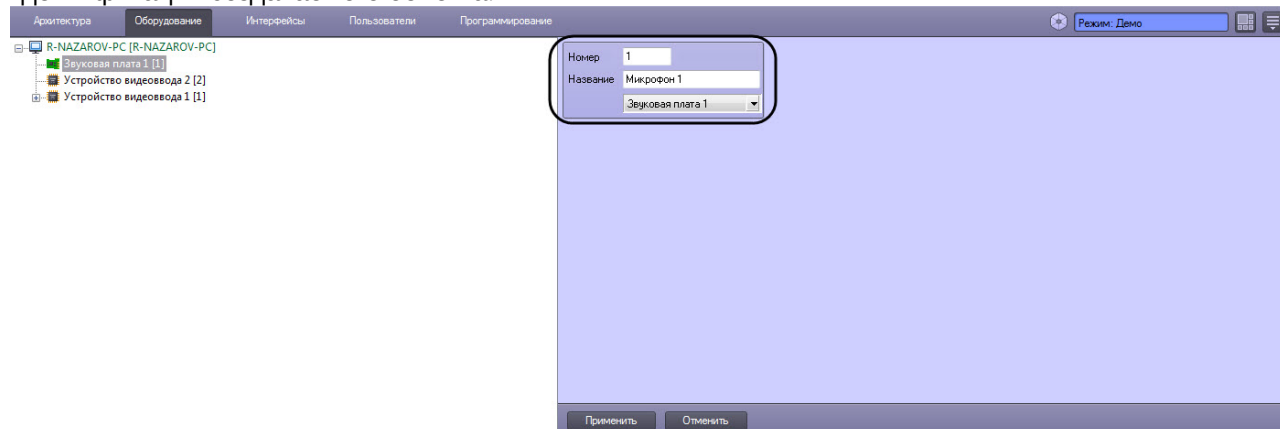 Архитектура Оборудование Интерфейсы Пользователи Программирование Режим: Демо
R-NAZAROV-PC [R-NAZAROV-PC]
Звуковая плата 1 [1]
Устройство видеоввода 2 [2]
Устройство видеоввода 1 [1]
Номер 1
Название Микрофон 1
Звуковая плата 1
Применить Отменить